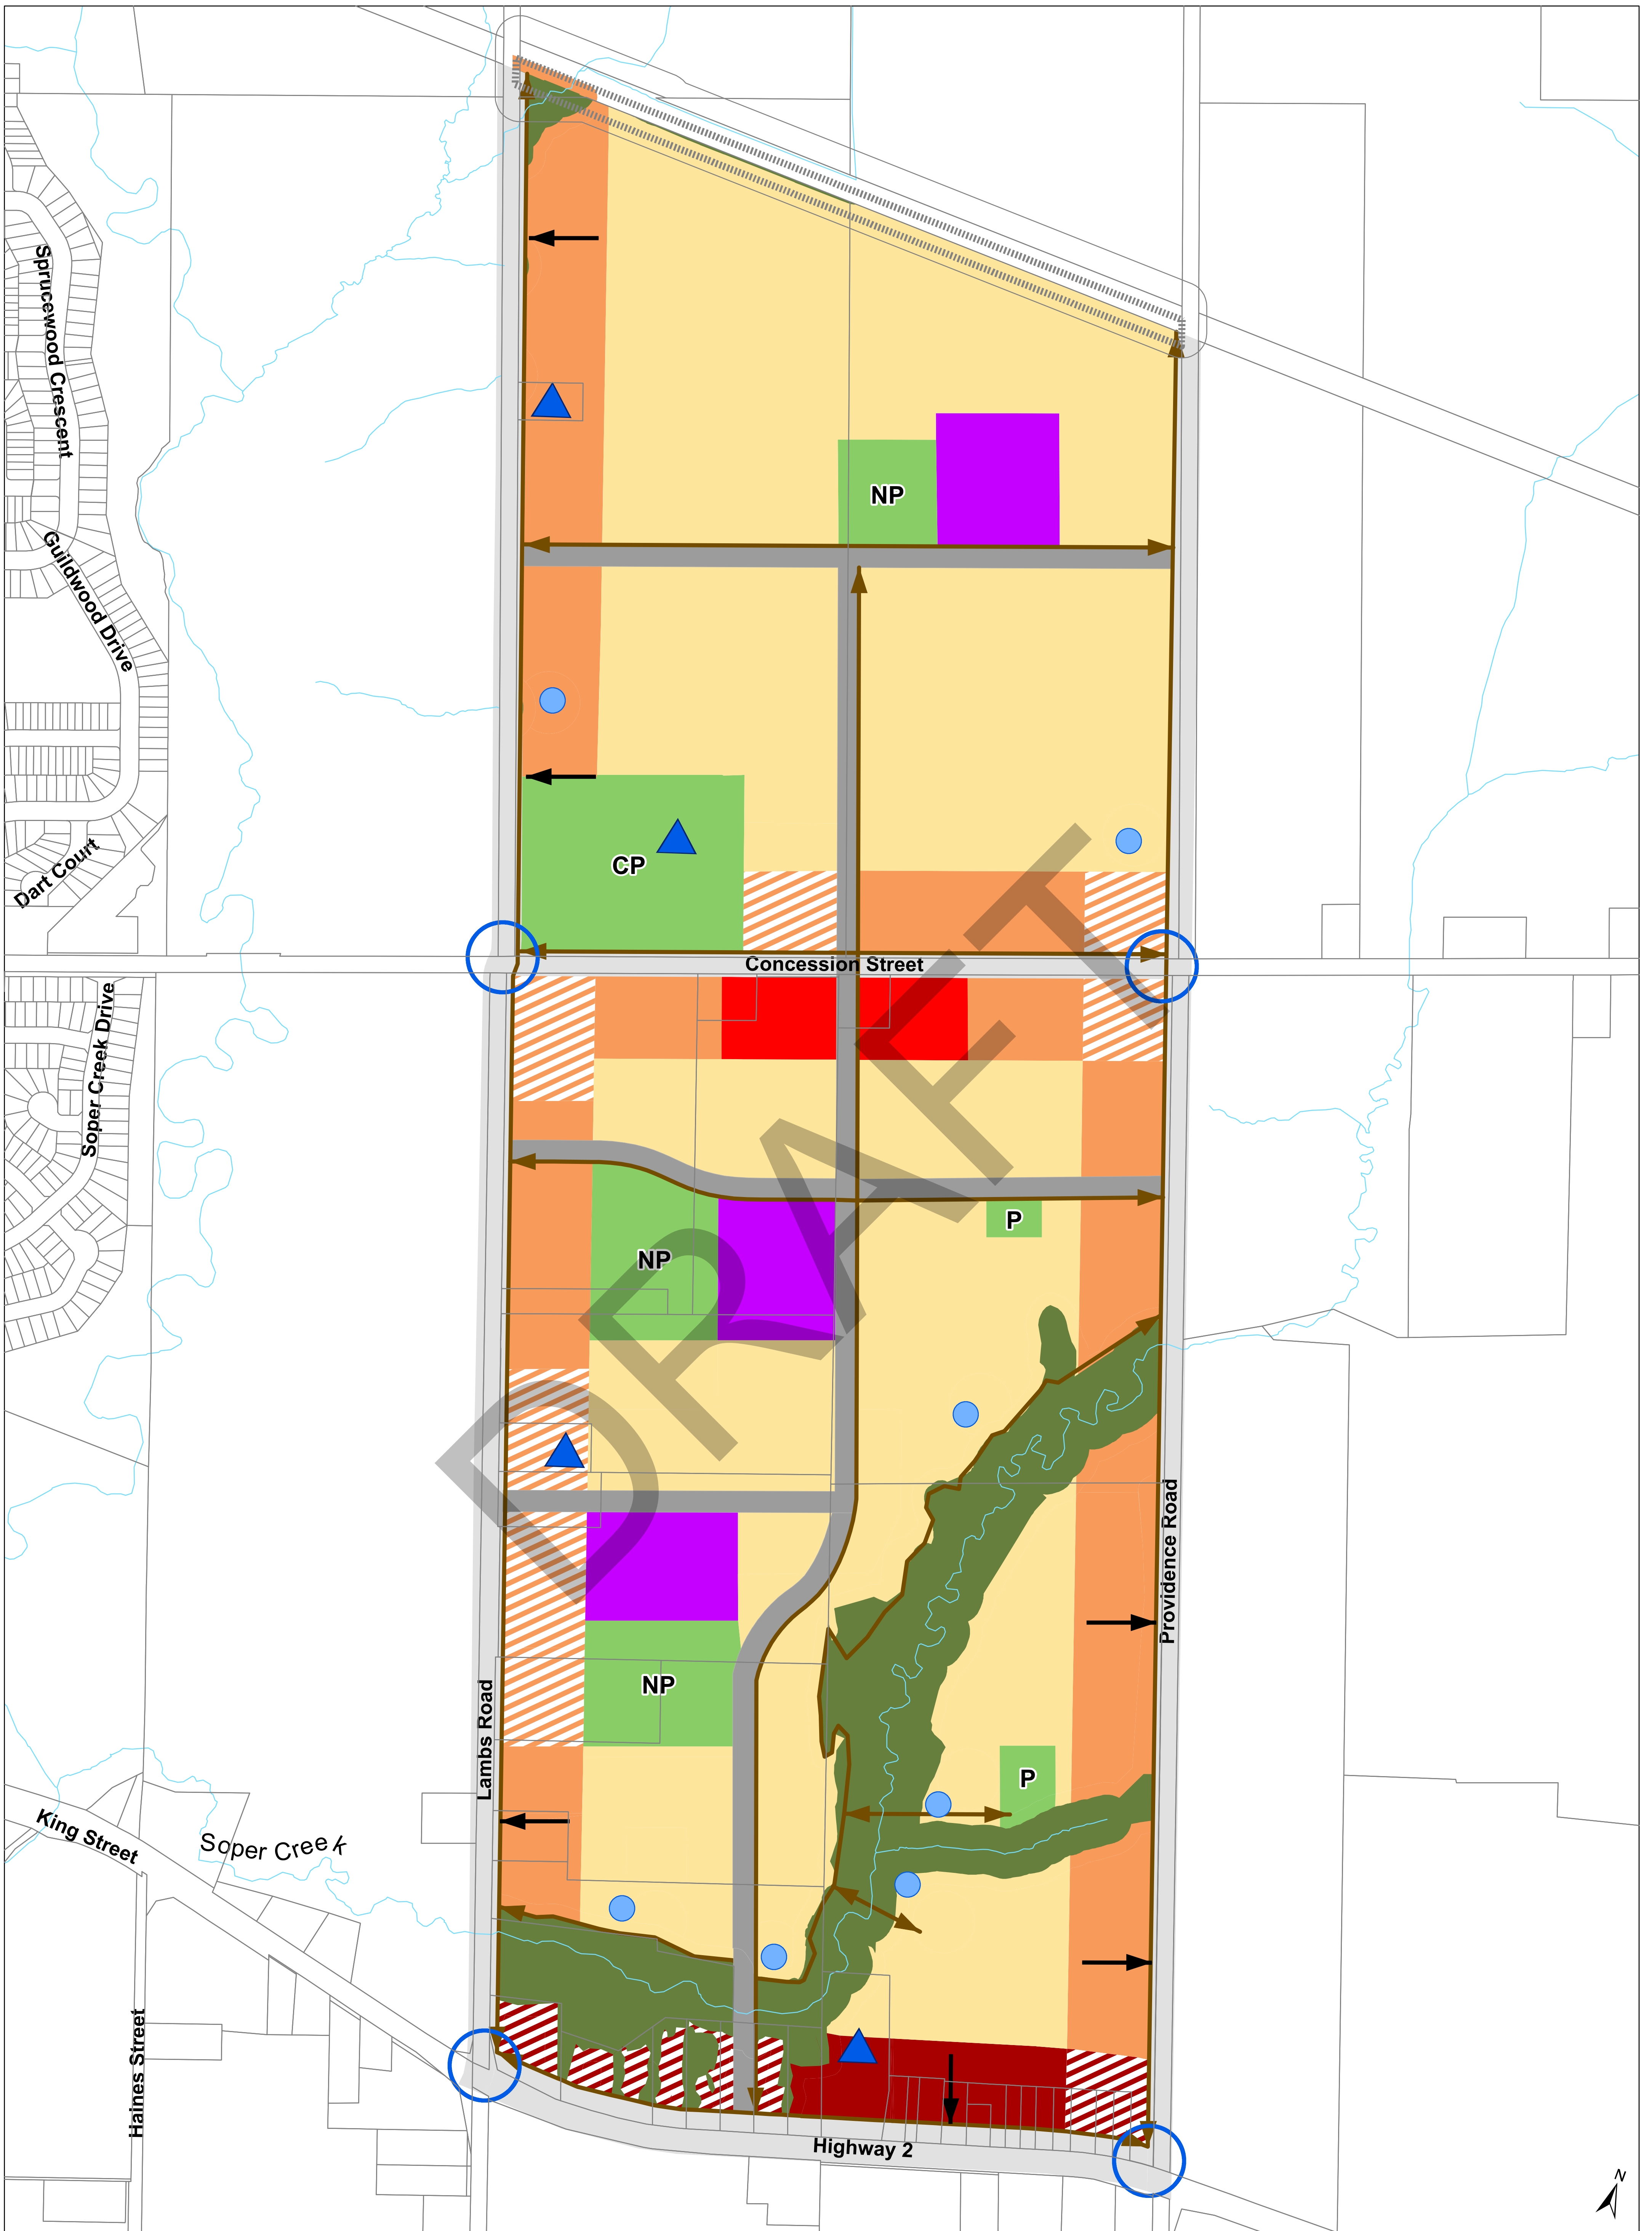 N
Sprucewood Crescent
NP
Guildwood Drive
CP
Dart Court
Concession Street
Soper Creek Drive
P
NP
DRAFT
Providence Road
NP
Lambs Road
P
King Street
Soper Creek
Haines Street
Highway 2